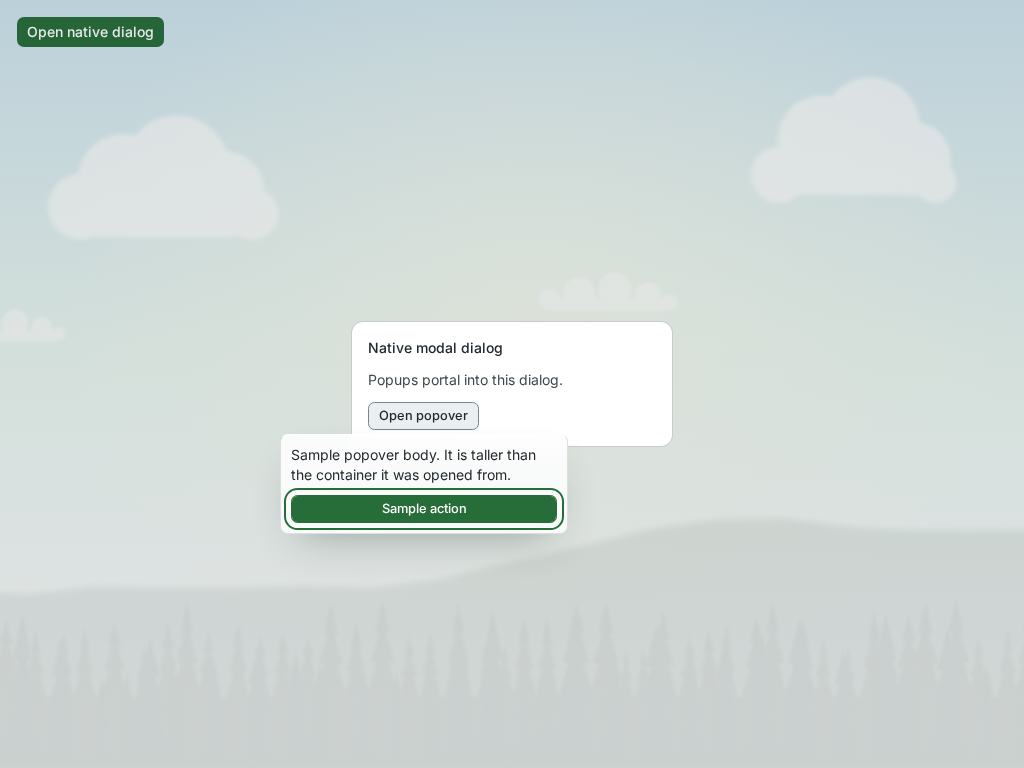 Open native dialog
Native modal dialog
Popups portal into this dialog.
Open popover
Sample popover body. It is taller than
the container it was opened from.
Sample action